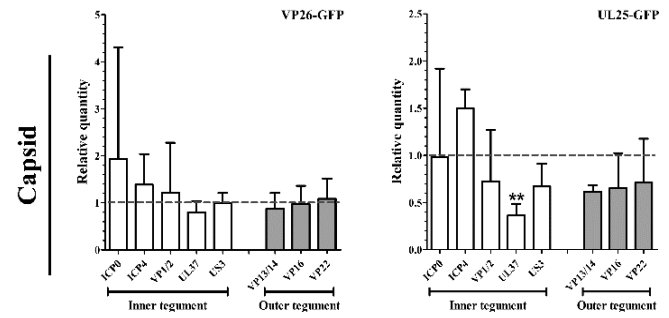 Capsid
VP26-GFP
Relative quantity
5
4
3
2
1
0
ICP0
ICP4
VP1/2
UL37
US3
VP13/14
VP16
VP22
Inner tegument
Outer tegument
UL25-GFP
Relative quantity
2.5
2.0
1.5
1.0
0.5
0.0
**
ICP0
ICP4
VP1/2
UL37
US3
VP13/14
VP16
VP22
Inner tegument
Outer tegument